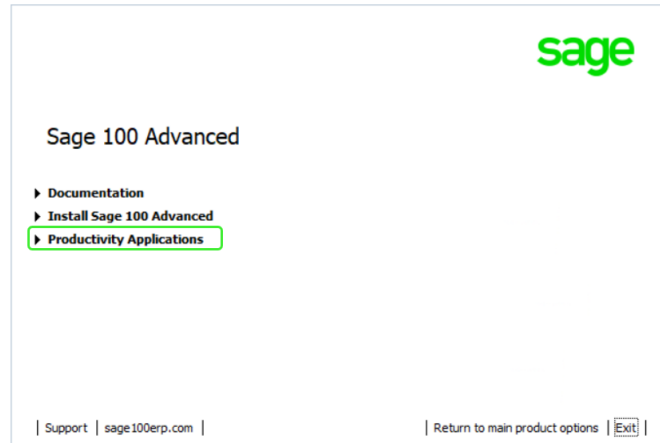 sage
Sage 100 Advanced
Documentation
Install Sage 100 Advanced
Productivity Applications
Support | sage100erp.com | Return to main product options | Exit |